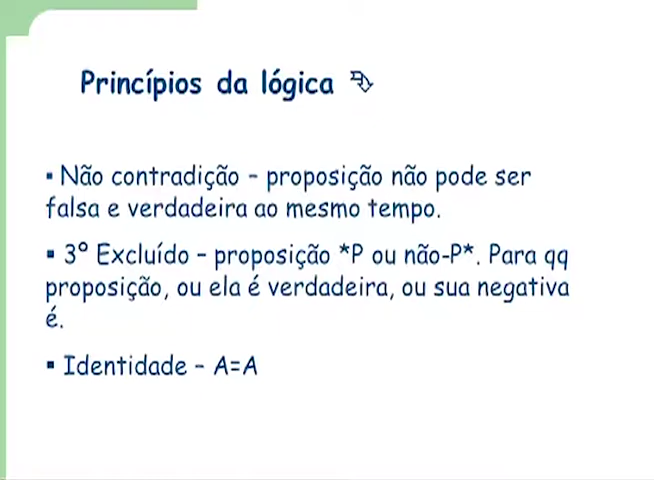 Princípios da lógica
▪ Não contradição – proposição não pode ser
falsa e verdadeira ao mesmo tempo.
▪ 3º Excluído – proposição *P ou não-P*. Para qq
proposição, ou ela é verdadeira, ou sua negativa
é.
▪ Identidade – A=A